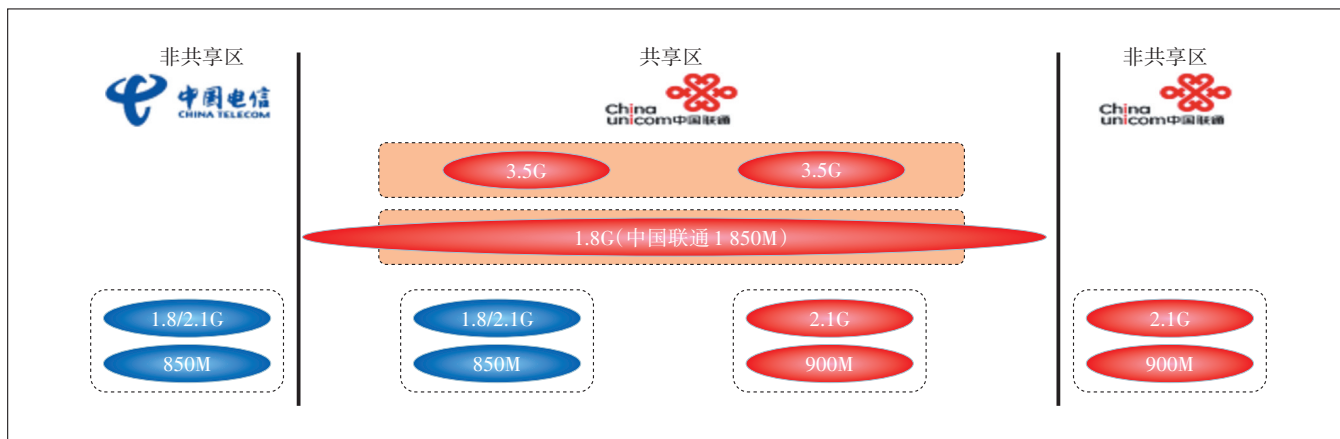 非共享区
共享区
非共享区
中国电信
CHINA TELECOM
China
unicom中国联通
China
unicom中国联通
3.5G
3.5G
1.8G(中国联通1 850M)
1.8/2.1G
1.8/2.1G
2.1G
2.1G
850M
850M
900M
900M